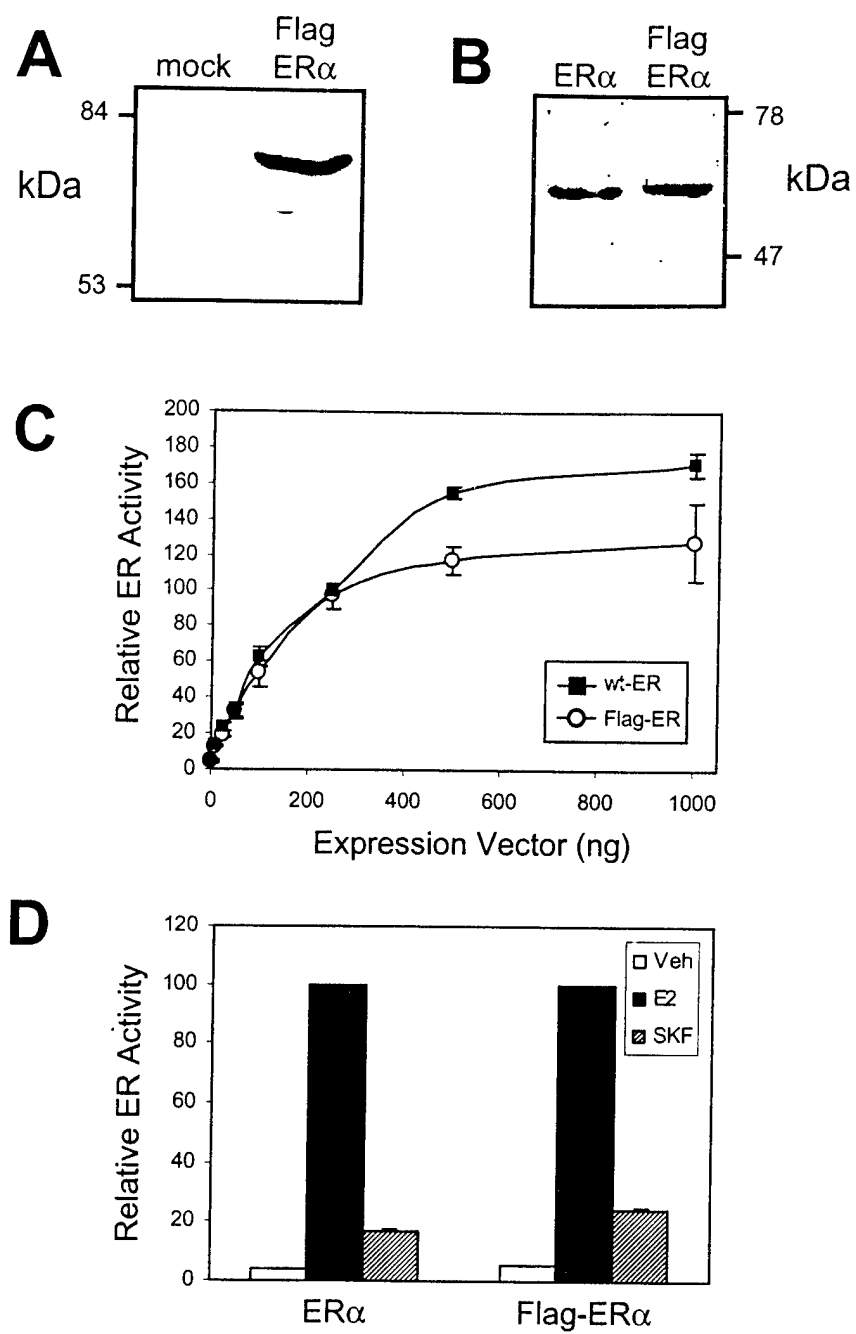 A
mock
Flag
ERα
84
kDa
53
B
ERα
Flag
ERα
78
kDa
47
C
Relative ER Activity
200
180
160
140
120
100
80
60
40
20
0
0 200 400 600 800 1000
Expression Vector (ng)
wt-ER
Flag-ER
D
Relative ER Activity
120
100
80
60
40
20
0
Veh
E2
SKF
ERα Flag-ERα